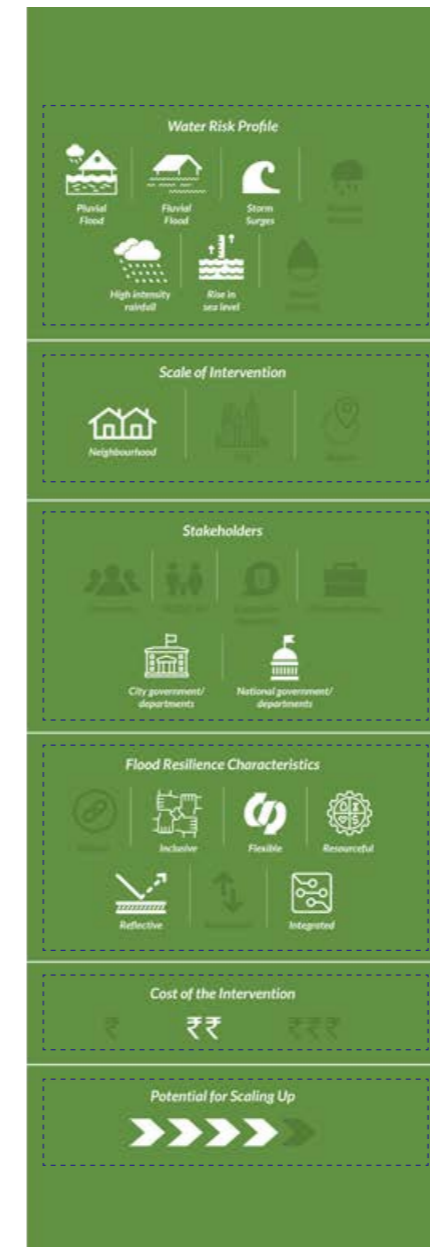 Water Risk Profile
Pluvial
Flood
Fluvial
Flood
Storm
Surges
High intensity
rainfall
Rise in
sea level
Scale of Intervention
Neighbourhood
Stakeholders
City government/
departments
National government/
departments
Flood Resilience Characteristics
Inclusive
Flexible
Resourceful
Reflective
Integrated
Cost of the Intervention
₹
₹₹
₹₹₹
Potential for Scaling Up